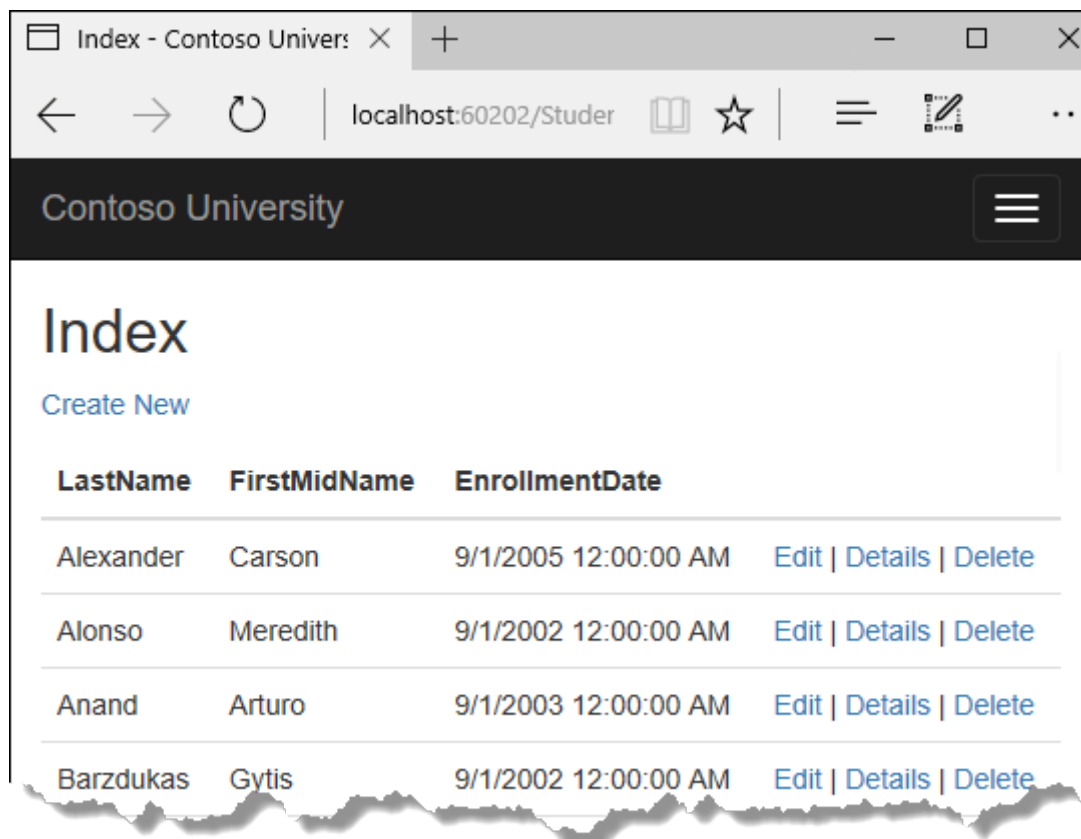 Index - Contoso Univers
localhost:60202/Studer
Contoso University
Index
Create New
LastName FirstMidName EnrollmentDate
Alexander Carson 9/1/2005 12:00:00 AM Edit | Details | Delete
Alonso Meredith 9/1/2002 12:00:00 AM Edit | Details | Delete
Anand Arturo 9/1/2003 12:00:00 AM Edit | Details | Delete
Barzdukas Gytis 9/1/2002 12:00:00 AM Edit | Details | Delete